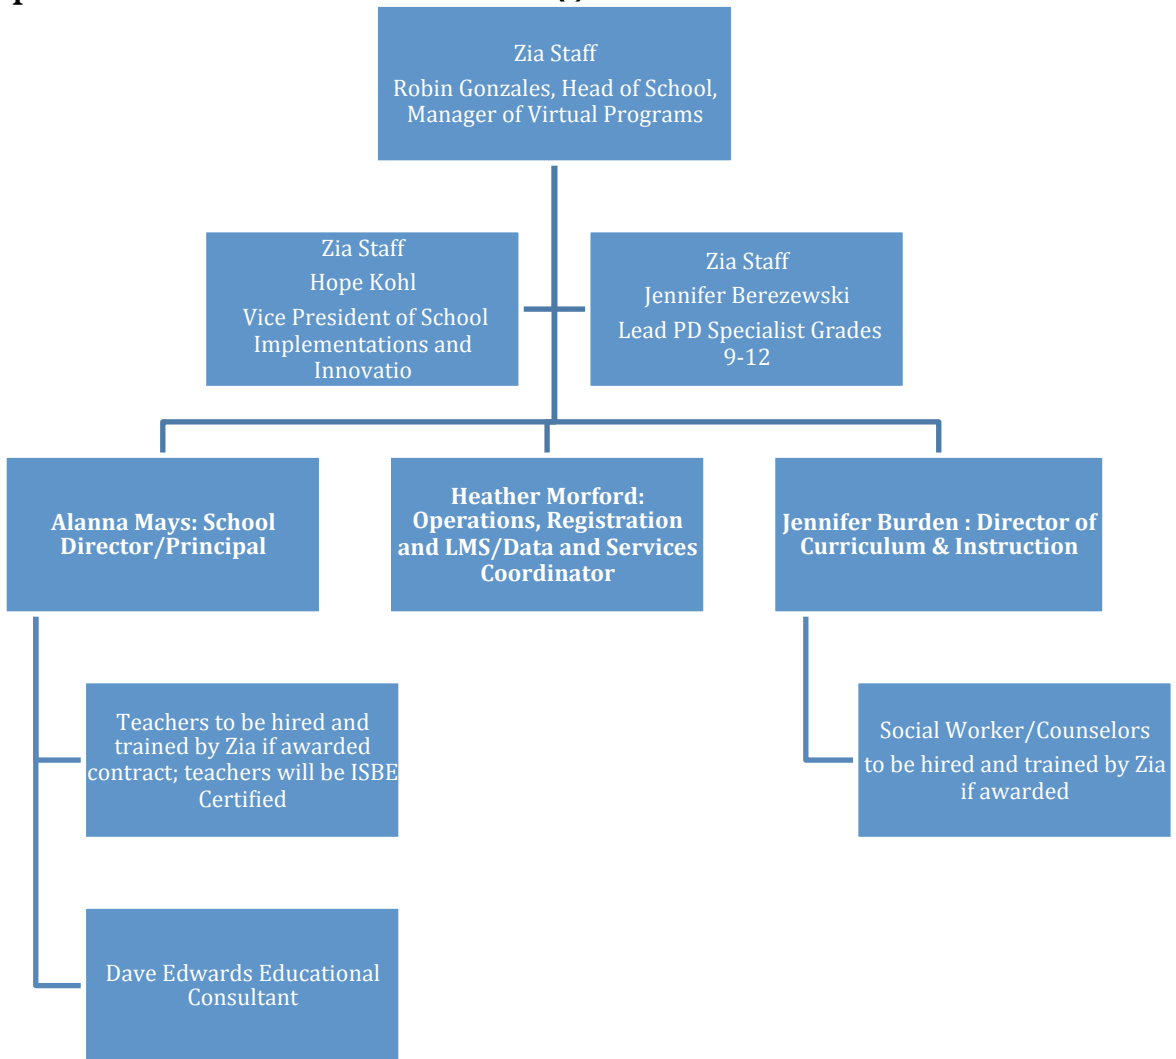 Zia Staff
Robin Gonzales, Head of School,
Manager of Virtual Programs
Zia Staff
Hope Kohl
Vice President of School
Implementations and
Innovatio
Zia Staff
Jennifer Berezewski
Lead PD Specialist Grades
9-12
Alanna Mays: School
Director/Principal
Heather Morford:
Operations, Registration
and LMS/Data and Services
Coordinator
Jennifer Burden : Director of
Curriculum & Instruction
Teachers to be hired and
trained by Zia if awarded
contract; teachers will be ISBE
Certified
Social Worker/Counselors
to be hired and trained by Zia
if awarded
Dave Edwards Educational
Consultant